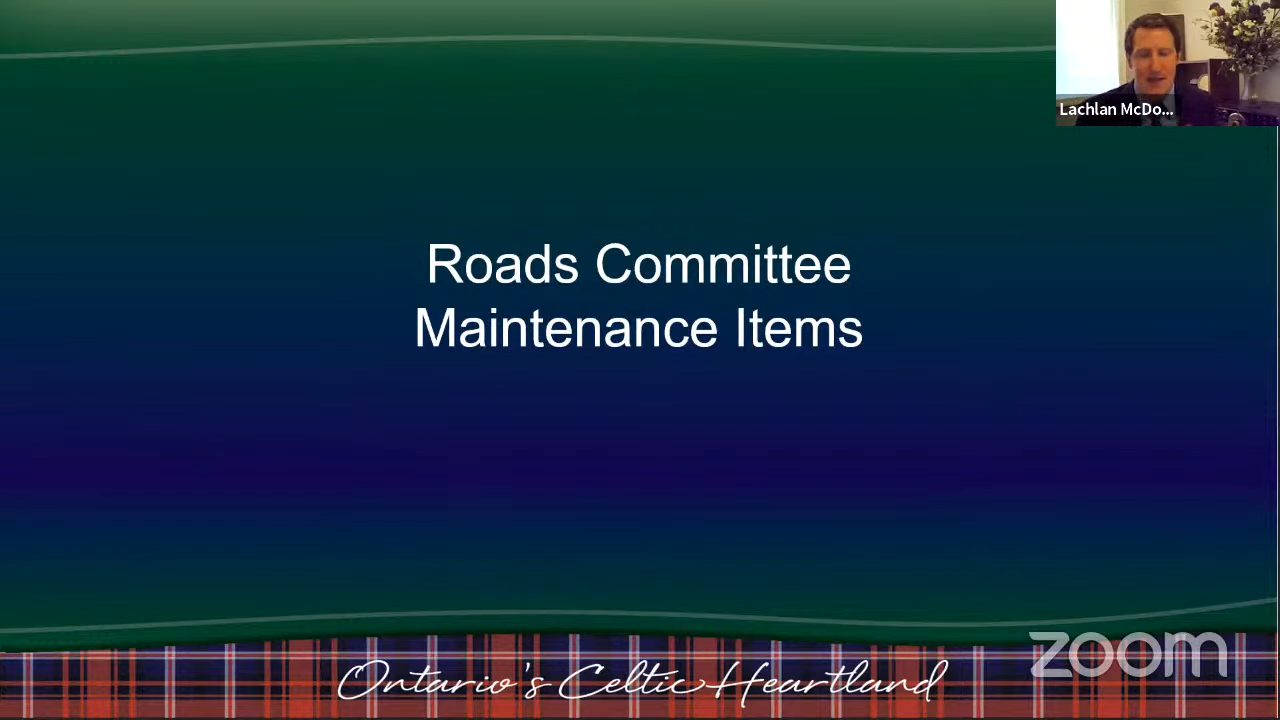 Lachlan McDo...
Roads Committee
Maintenance Items
zoom
Ontario's Celtic Heartland